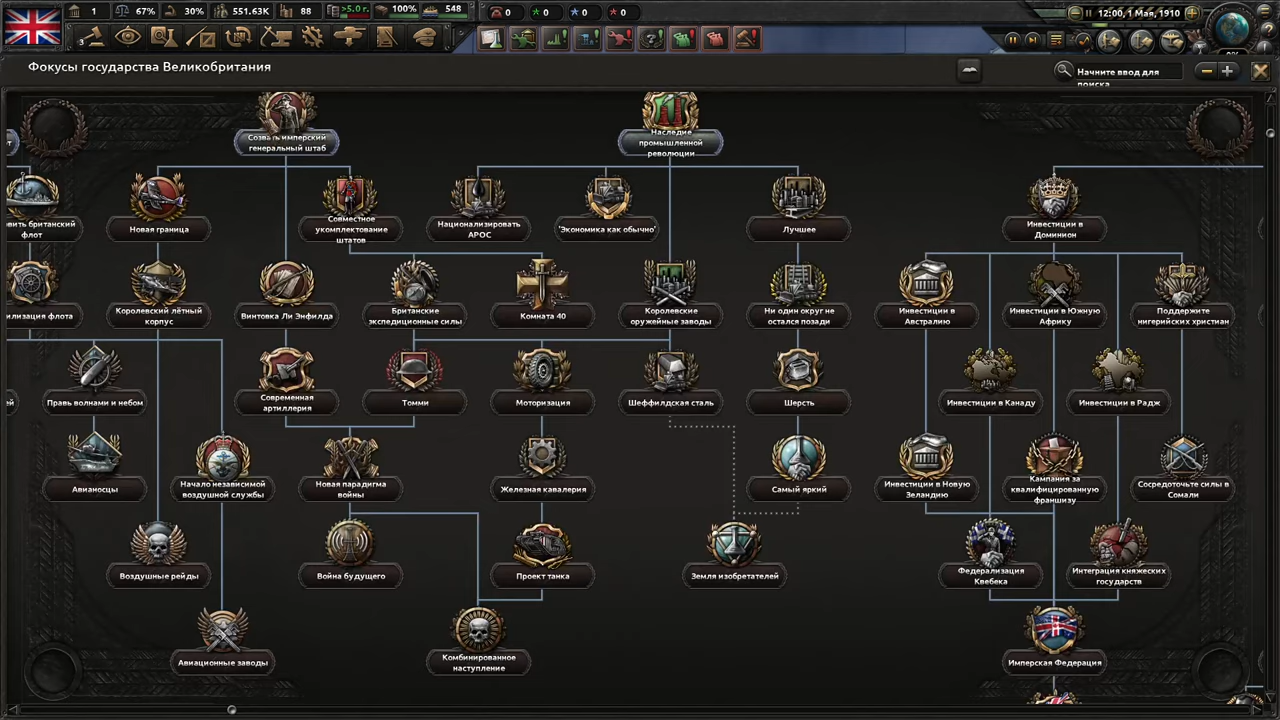 1 67% 30% 551.63K 88 >5.0 г. 100% 548 0 0 0 0 12:00, 1 Мая, 1910
3
Фокусы государства Великобритания
Начните ввод для
поиска
Созвать имперский
генеральный штаб
Наследие
промышленной
революции
британский
флот
Новая граница
Совместное
укомплектование
штатов
Национализировать
АРОС
'Экономика как обычно'
Лучшее
Инвестиции в
Доминион
флота
Королевский лётный
корпус
Винтовка Ли Энфилда
Британские
экспедиционные силы
Комната 40
Королевские
оружейные заводы
Ни один округ не
остался позади
Инвестиции в
Австралию
Инвестиции в Южную
Африку
Поддержите
нигерийских христиан
Правь волнами и небом
Современная
артиллерия
Томми
Моторизация
Шеффилдская сталь
Шерсть
Инвестиции в Канаду
Инвестиции в Радж
Авианосцы
Начало независимой
воздушной службы
Новая парадигма
войны
Железная кавалерия
Самый яркий
Инвестиции в Новую
Зеландию
Кампания за
квалифицированную
франшизу
Сосредоточьте силы в
Сомали
Воздушные рейды
Война будущего
Проект танка
Земля изобретателей
Федерализация
Квебека
Интеграция княжеских
государств
Авиационные заводы
Комбинированное
наступление
Имперская Федерация